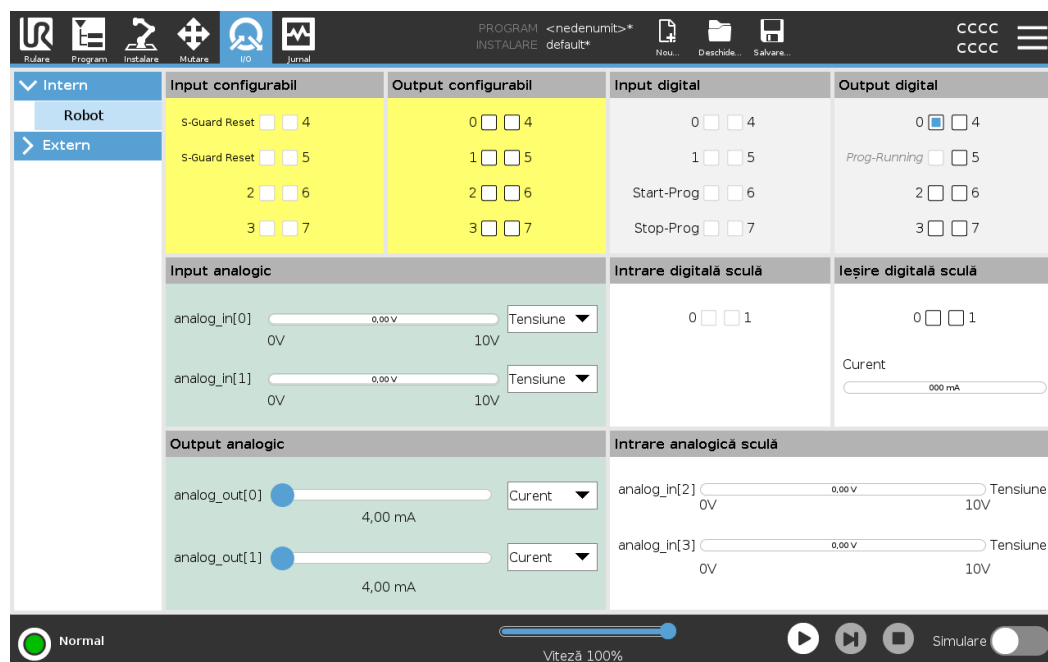 PROGRAM <nedenumit>*
INSTALARE default*
CCCC
CCCC
Rulare Program Instalare Mutare I/O Jurnal Nou... Deschide... Salvare...
Intern
Robot
Extern
Input configurabil
S-Guard Reset 4
S-Guard Reset 5
2 6
3 7
Output configurabil
0 4
1 5
2 6
3 7
Input digital
0 4
1 5
Start-Prog 6
Stop-Prog 7
Output digital
0 4
Prog-Running 5
2 6
3 7
Input analogic
analog_in[0] 0,00 V Tensiune
0V 10V
analog_in[1] 0,00 V Tensiune
0V 10V
Intrare digitală sculă
0 1
Ieșire digitală sculă
0 1
Curent
000 mA
Output analogic
analog_out[0] Curent
4,00 mA
analog_out[1] Curent
4,00 mA
Intrare analogică sculă
analog_in[2] 0,00 V Tensiune
0V 10V
analog_in[3] 0,00 V Tensiune
0V 10V
Normal
Viteză 100%
Simulare